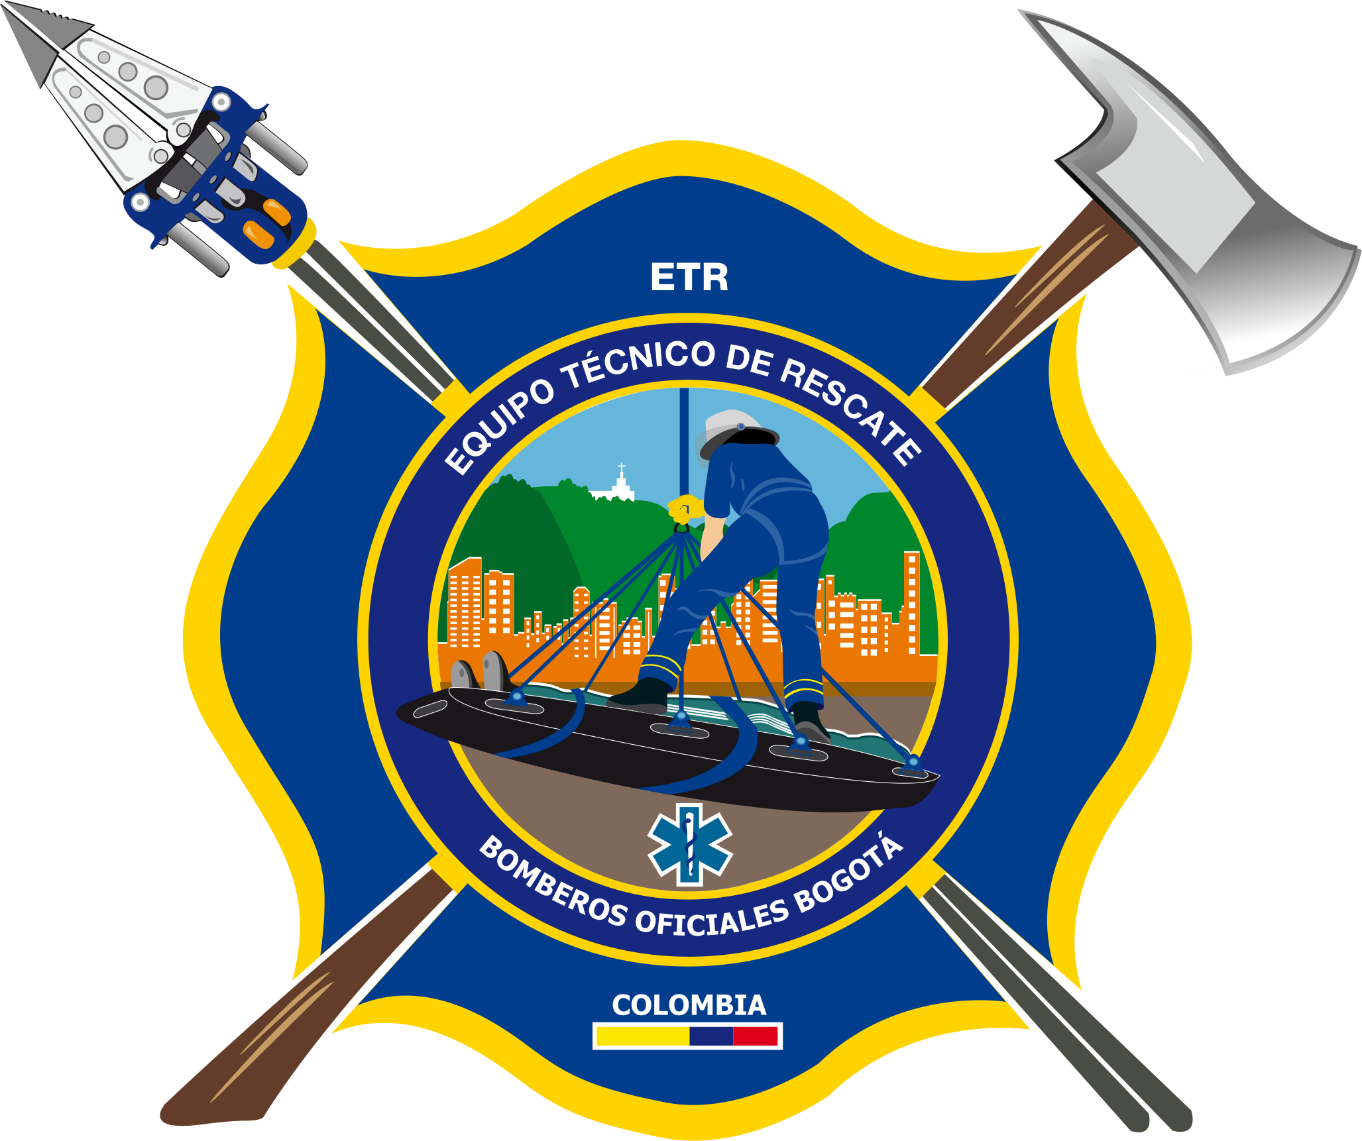 ETR
EQUIPO TÉCNICO DE RESCATE
BOMBEROS OFICIALES BOGOTÁ
COLOMBIA